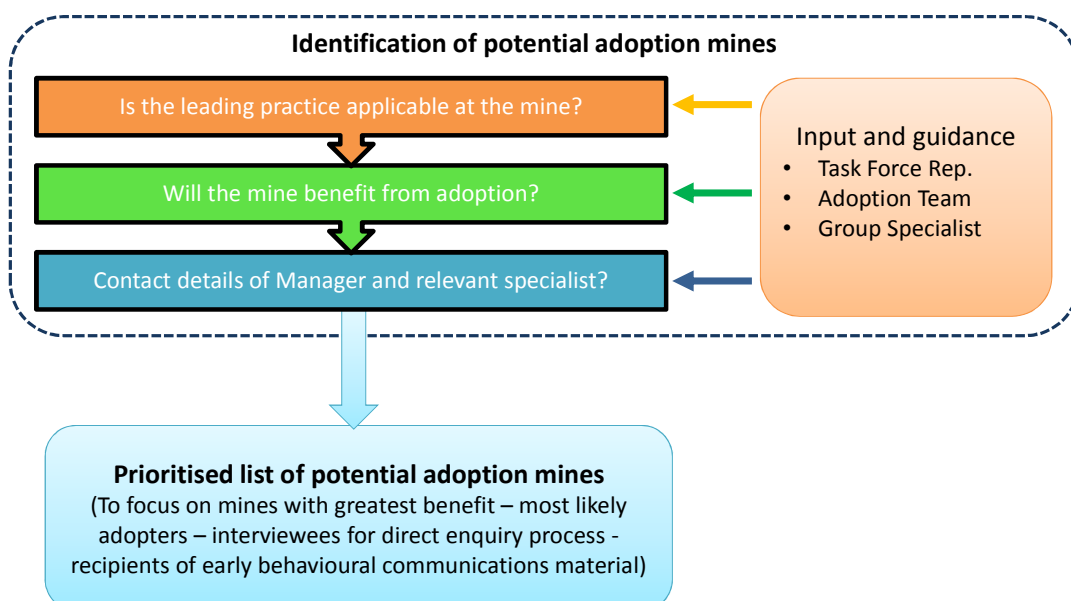 Identification of potential adoption mines
Is the leading practice applicable at the mine?
Will the mine benefit from adoption?
Contact details of Manager and relevant specialist?
Input and guidance
• Task Force Rep.
• Adoption Team
• Group Specialist
Prioritised list of potential adoption mines
(To focus on mines with greatest benefit – most likely
adopters – interviewees for direct enquiry process -
recipients of early behavioural communications material)